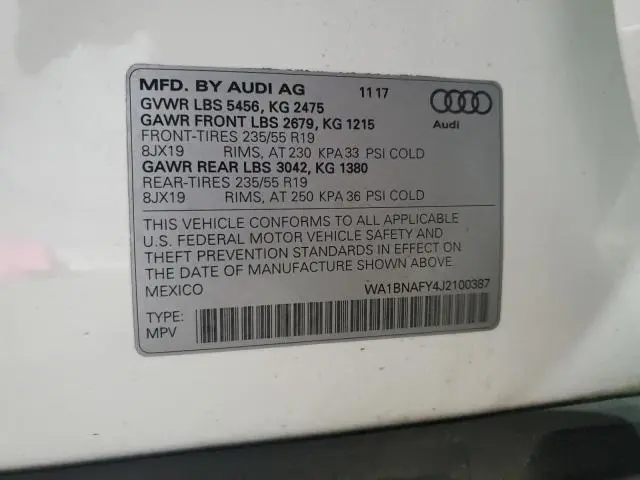 MFD. BY AUDI AG 11 17
GVWR LBS 5456, KG 2475
GAWR FRONT LBS 2679, KG 1215
FRONT-TIRES 235/55 R19
8JX19 RIMS, AT 230 KPA 33 PSI COLD
GAWR REAR LBS 3042, KG 1380
REAR-TIRES 235/55 R19
8JX19 RIMS, AT 250 KPA 36 PSI COLD
Audi
THIS VEHICLE CONFORMS TO ALL APPLICABLE
U.S. FEDERAL MOTOR VEHICLE SAFETY AND
THEFT PREVENTION STANDARDS IN EFFECT ON
THE DATE OF MANUFACTURE SHOWN ABOVE.
MEXICO WA1BNAFY4J2100387
TYPE:
MPV